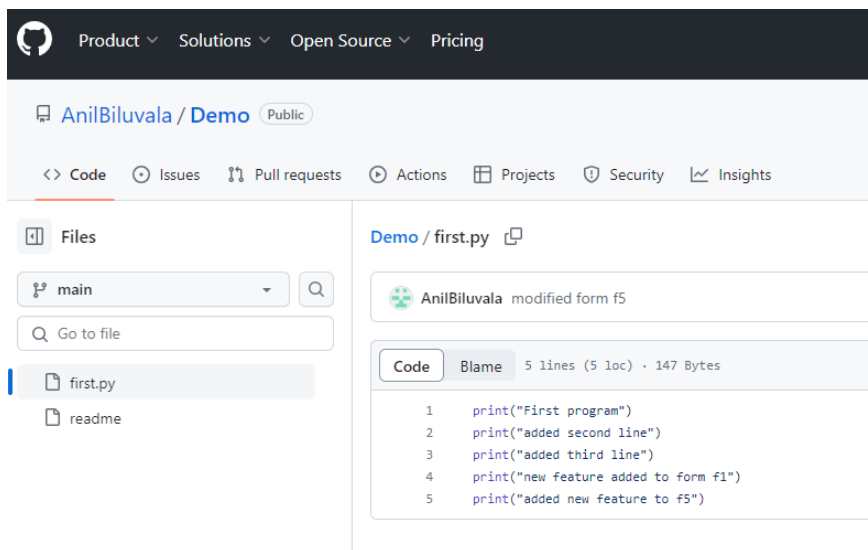 Product Solutions Open Source Pricing
AnilBiluvala / Demo Public
Code Issues Pull requests Actions Projects Security Insights
Files
main
Go to file
first.py
readme
Demo / first.py
AnilBiluvala modified form f5
Code Blame 5 lines (5 loc) · 147 Bytes
1 print("First program")
2 print("added second line")
3 print("added third line")
4 print("new feature added to form f1")
5 print("added new feature to f5")